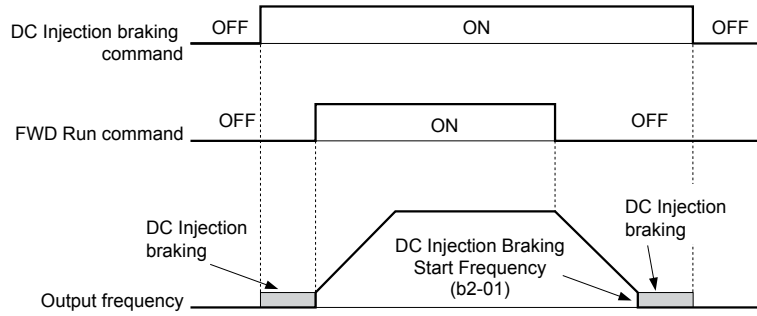 OFF
ON
OFF
DC Injection braking
command
OFF
ON
OFF
FWD Run command
DC Injection
braking
DC Injection Braking
Start Frequency
(b2-01)
DC Injection
braking
Output frequency